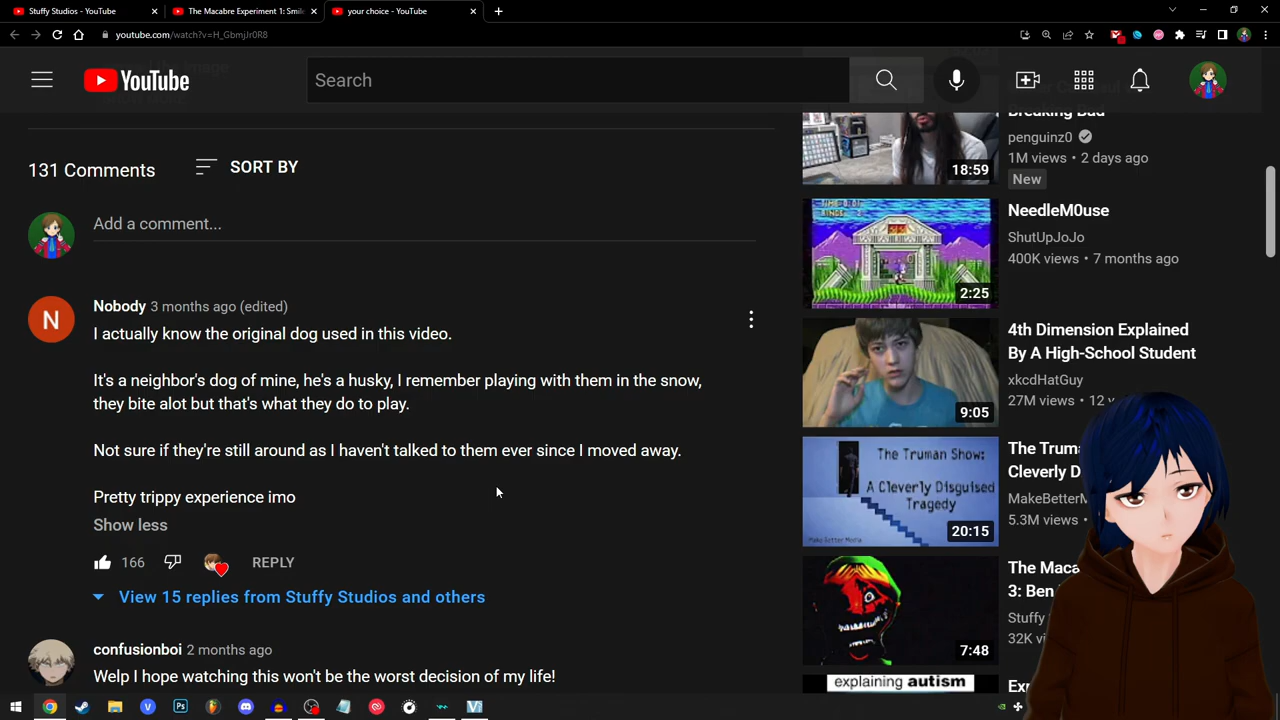 Stuffy Studios - YouTube
The Macabre Experiment 1: Smil
your choice - YouTube
youtube.com/watch?v=H_GbmjJr0R8
YouTube
Search
131 Comments
SORT BY
Add a comment...
Nobody 3 months ago (edited)
I actually know the original dog used in this video.
It's a neighbor's dog of mine, he's a husky, I remember playing with them in the snow,
they bite alot but that's what they do to play.
Not sure if they're still around as I haven't talked to them ever since I moved away.
Pretty trippy experience imo
Show less
166
REPLY
View 15 replies from Stuffy Studios and others
confusionboi 2 months ago
Welp I hope watching this won't be the worst decision of my life!
Breaking Bad
penguinz0
1M views • 2 days ago
New
18:59
NeedleM0use
ShutUpJoJo
400K views • 7 months ago
2:25
4th Dimension Explained
By A High-School Student
xkcdHatGuy
27M views • 12 y
9:05
The Trum
Cleverly D
MakeBetterM
5.3M views
The Truman Show:
A Cleverly Disguised
Tragedy
Make Better Media
20:15
The Maca
3: Ben
Stuffy
32K vi
7:48
explaining autism
Exp